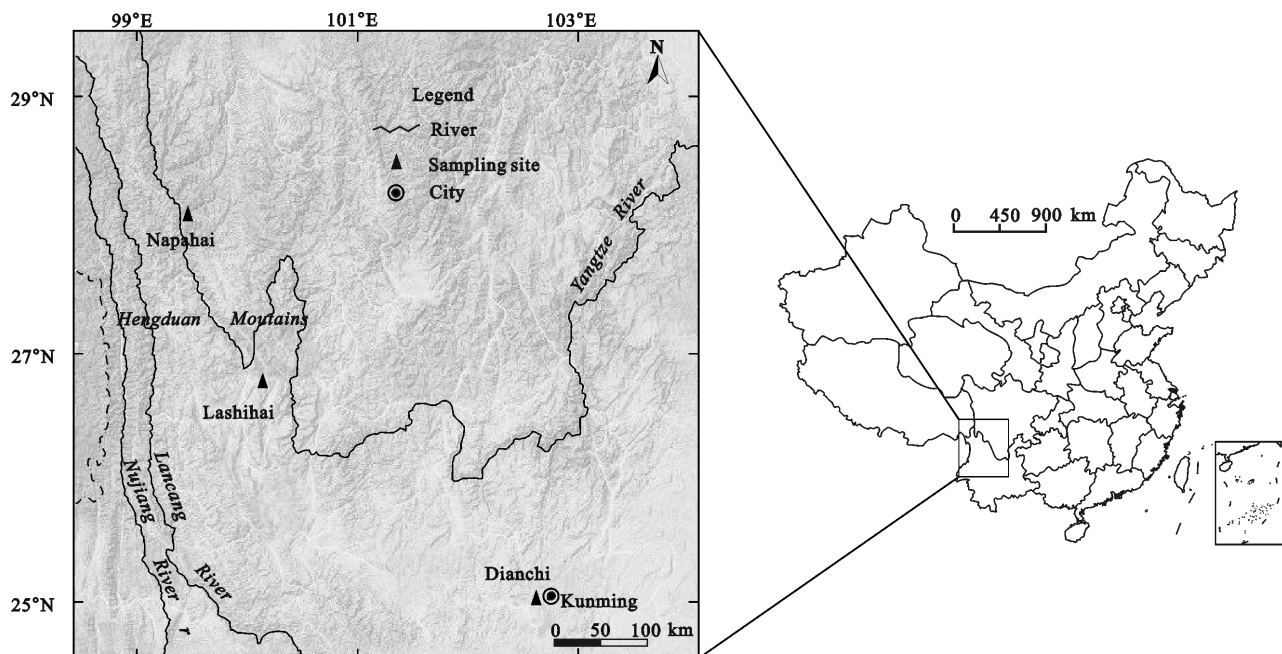 99°E 101°E 103°E
N
29°N
Legend
River
Sampling site
City
Yangtze River
0 450 900 km
Napahai
Hengduan Moutains
27°N
Lashihai
Nujiang River
Lancang River
r
Dianchi
Kunming
25°N
0 50 100 km